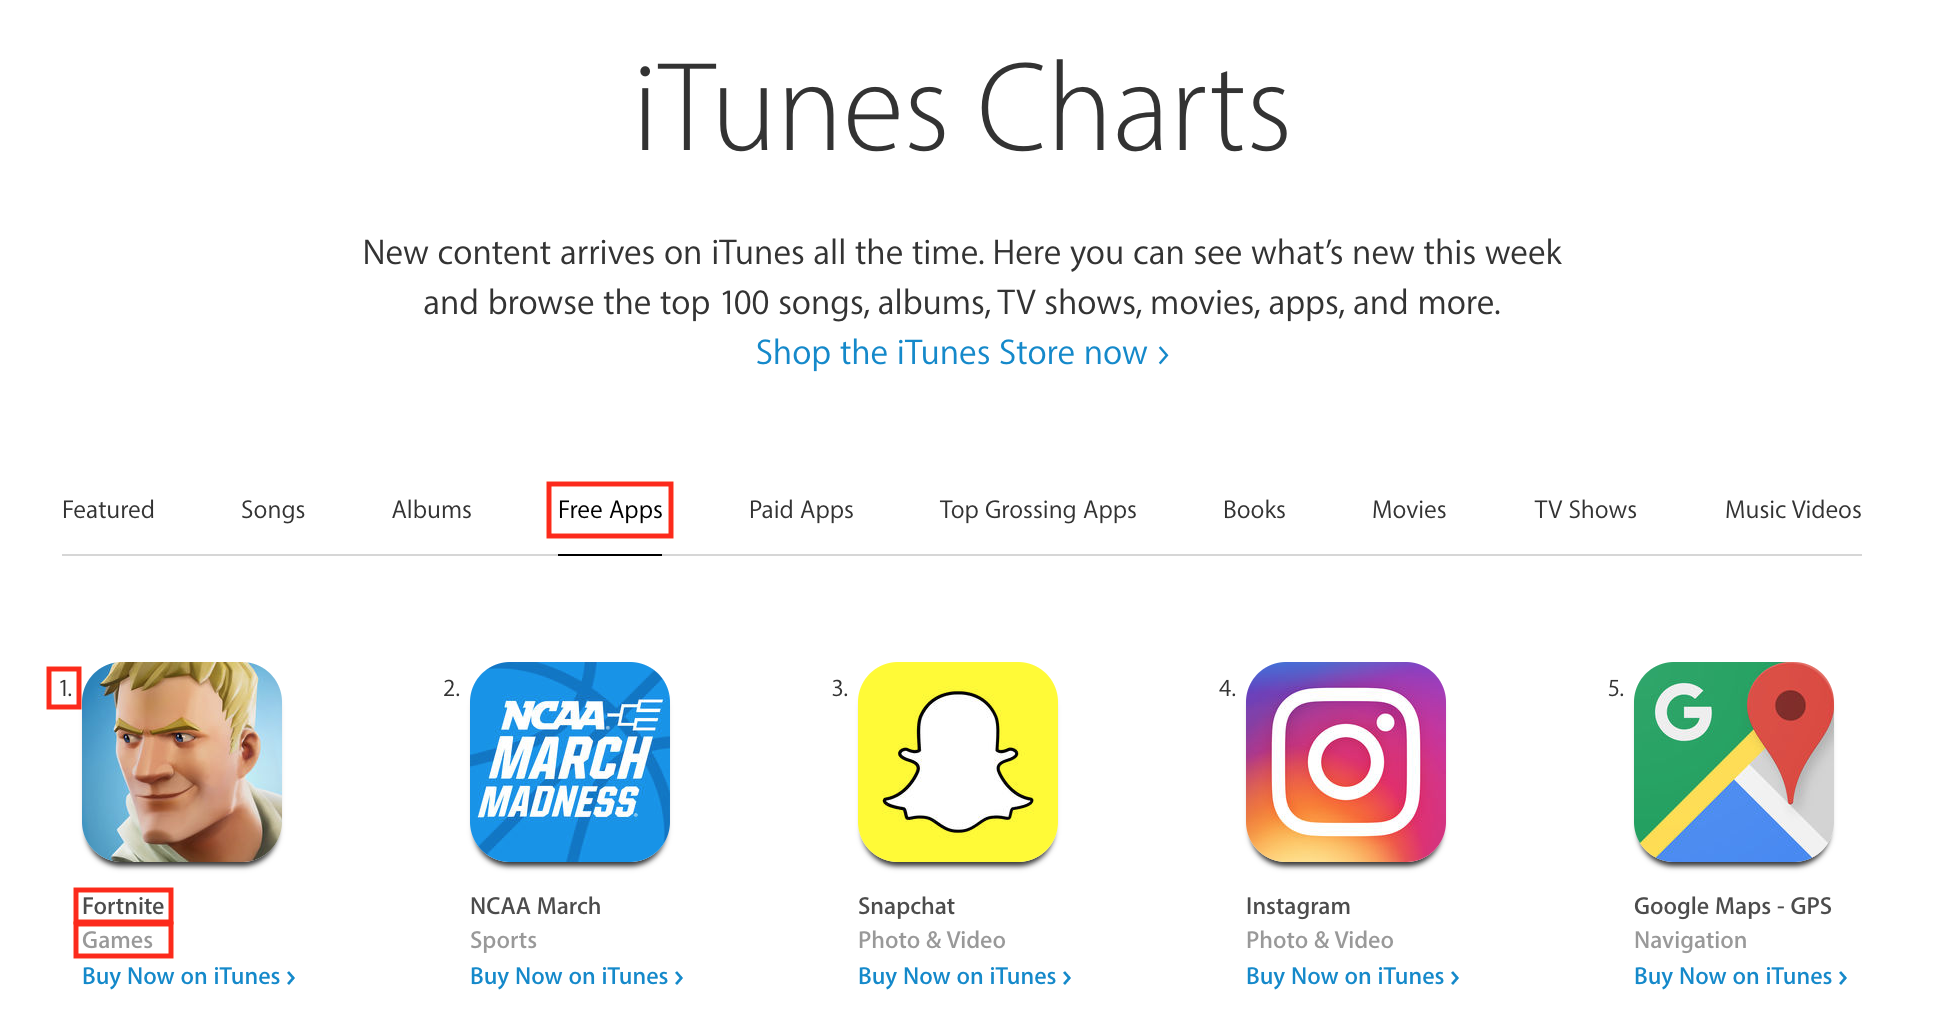 iTunes Charts
New content arrives on iTunes all the time. Here you can see what’s new this week
and browse the top 100 songs, albums, TV shows, movies, apps, and more.
Shop the iTunes Store now ›
Featured Songs Albums Free Apps Paid Apps Top Grossing Apps Books Movies TV Shows Music Videos
1. 2. 3. 4. 5.
NCAA
MARCH
MADNESS
G
Fortnite NCAA March Snapchat Instagram Google Maps - GPS
Games Sports Photo & Video Photo & Video Navigation
Buy Now on iTunes › Buy Now on iTunes › Buy Now on iTunes › Buy Now on iTunes › Buy Now on iTunes ›